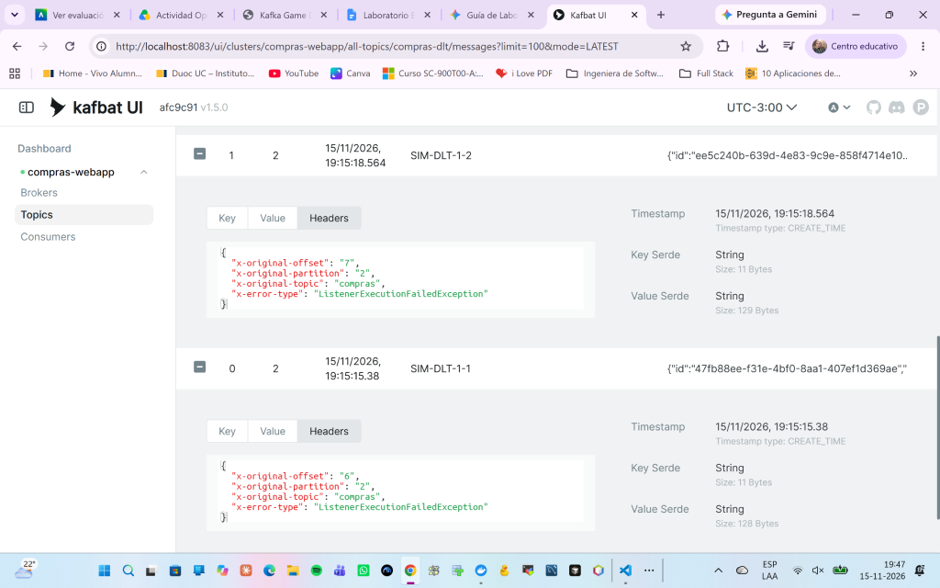 Ver evaluació
Actividad Op
Kafka Game
Laboratorio E
Guía de Labo
Kafbat UI
Pregunta a Gemini
http://localhost:8083/ui/clusters/compras-webapp/all-topics/compras-dlt/messages?limit=100&mode=LATEST
Centro educativo
Home - Vivo Alumn...
Duoc UC – Instituto...
YouTube
Canva
Curso SC-900T00-A:...
i Love PDF
Ingeniera de Softw...
Full Stack
10 Aplicaciones de...
kafbat UI
afc9c91 v1.5.0
UTC-3:00
A
Dashboard
compras-webapp
Brokers
Topics
Consumers
1 2 15/11/2026, 19:15:18.564 SIM-DLT-1-2 {"id":"ee5c240b-639d-4e83-9c9e-858f4714e10..
Key Value Headers
{
"x-original-offset": "7",
"x-original-partition": "2",
"x-original-topic": "compras",
"x-error-type": "ListenerExecutionFailedException"
}
Timestamp 15/11/2026, 19:15:18.564
Timestamp type: CREATE_TIME
Key Serde String
Size: 11 Bytes
Value Serde String
Size: 129 Bytes
0 2 15/11/2026, 19:15:15.38 SIM-DLT-1-1 {"id":"47fb88ee-f31e-4bf0-8aa1-407ef1d369ae","
Key Value Headers
{
"x-original-offset": "6",
"x-original-partition": "2",
"x-original-topic": "compras",
"x-error-type": "ListenerExecutionFailedException"
}
Timestamp 15/11/2026, 19:15:15.38
Timestamp type: CREATE_TIME
Key Serde String
Size: 11 Bytes
Value Serde String
Size: 128 Bytes
22°
ESP
LAA
19:47
15-11-2026